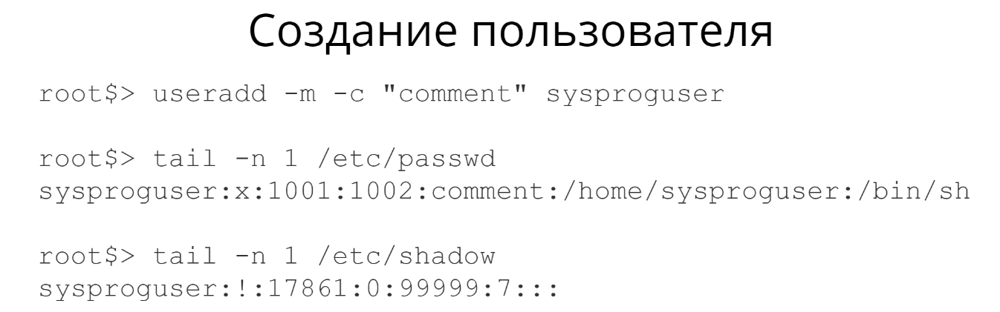 Создание пользователя
root$> useradd -m -c "comment" sysproguser
root$> tail -n 1 /etc/passwd
sysproguser:x:1001:1002:comment:/home/sysproguser:/bin/sh
root$> tail -n 1 /etc/shadow
sysproguser:!:17861:0:99999:7:::